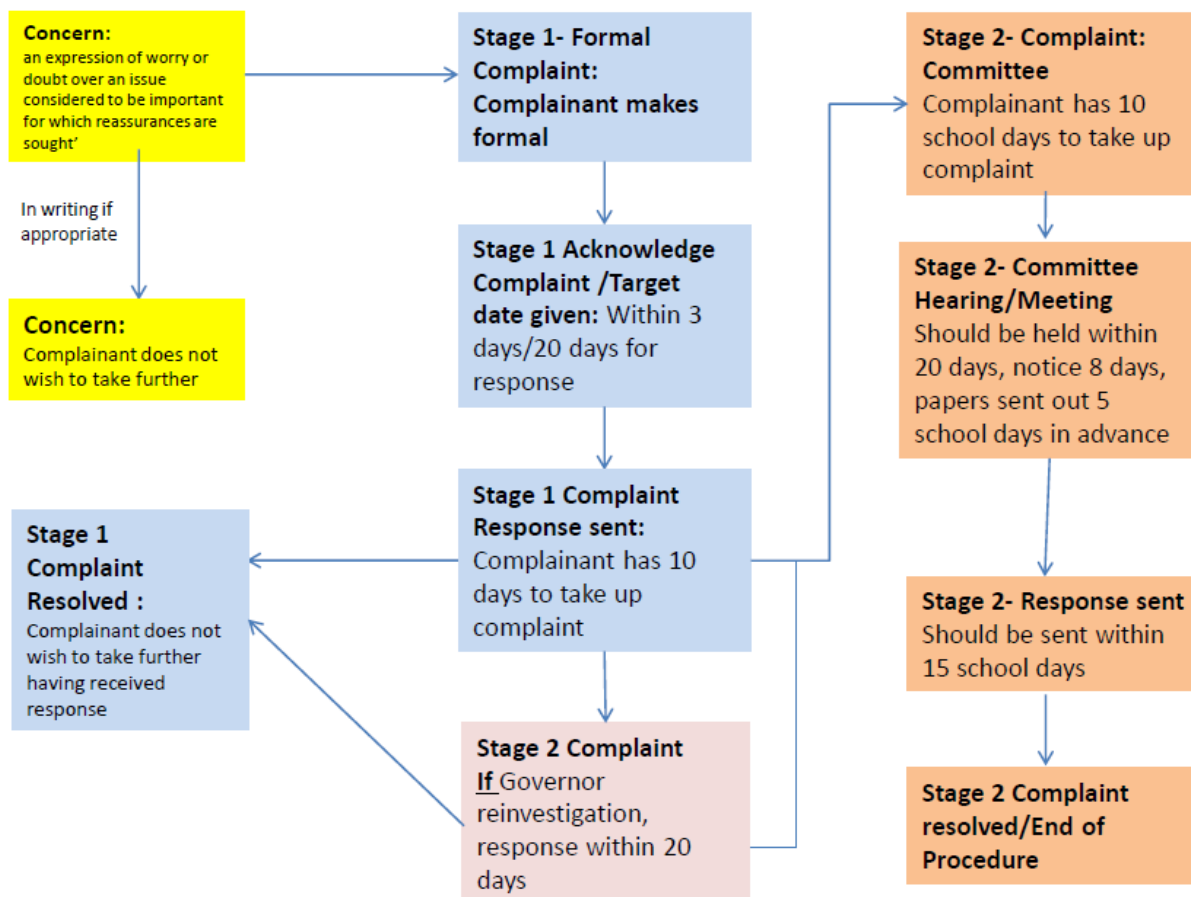 Concern:
an expression of worry or
doubt over an issue
considered to be important
for which reassurances are
sought’
In writing if
appropriate
Concern:
Complainant does not
wish to take further
Stage 1- Formal
Complaint:
Complainant makes
formal
Stage 1 Acknowledge
Complaint /Target
date given: Within 3
days/20 days for
response
Stage 1 Complaint
Response sent:
Complainant has 10
days to take up
complaint
Stage 1
Complaint
Resolved :
Complainant does not
wish to take further
having received
response
Stage 2 Complaint
If Governor
reinvestigation,
response within 20
days
Stage 2- Complaint:
Committee
Complainant has 10
school days to take up
complaint
Stage 2- Committee
Hearing/Meeting
Should be held within
20 days, notice 8 days,
papers sent out 5
school days in advance
Stage 2- Response sent
Should be sent within
15 school days
Stage 2 Complaint
resolved/End of
Procedure